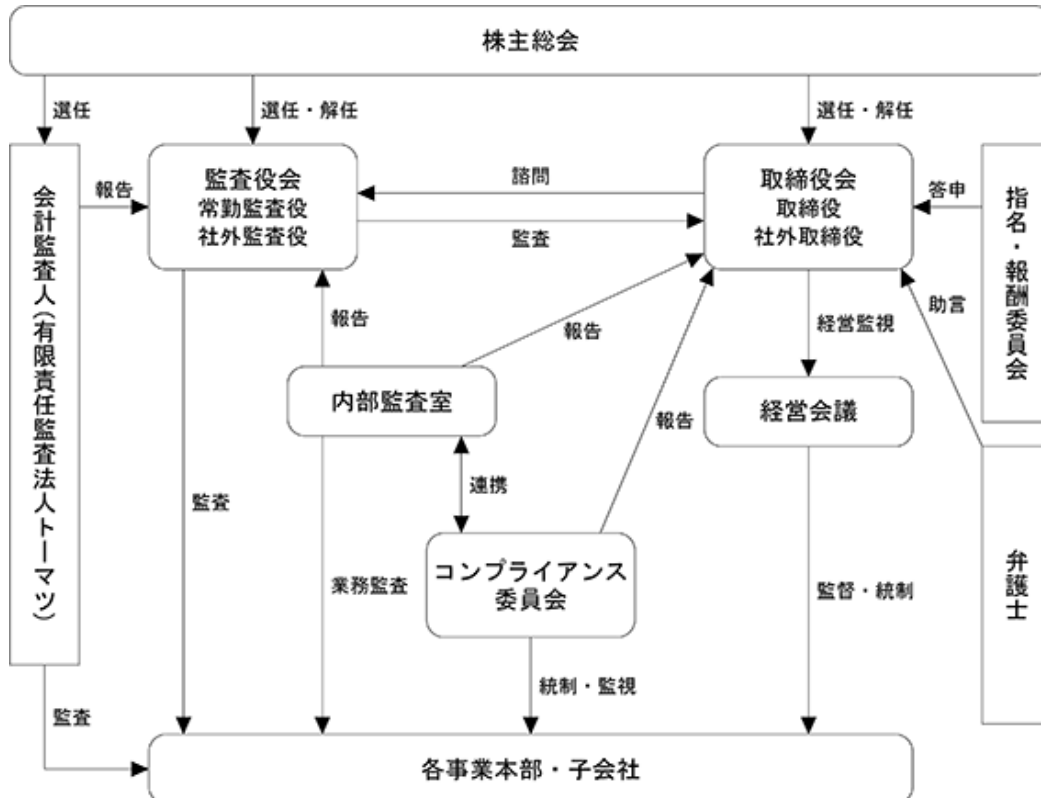 株主総会
選任
選任・解任
選任・解任
監査役会
常勤監査役
社外監査役
諮問
監査
取締役会
取締役
社外取締役
答申
指名・報酬委員会
報告
会計監査人(有限責任監査法人トーマツ)
報告
報告
経営監視
助言
内部監査室
報告
経営会議
連携
監査
コンプライアンス
委員会
業務監査
監督・統制
弁護士
統制・監視
監査
各事業本部・子会社